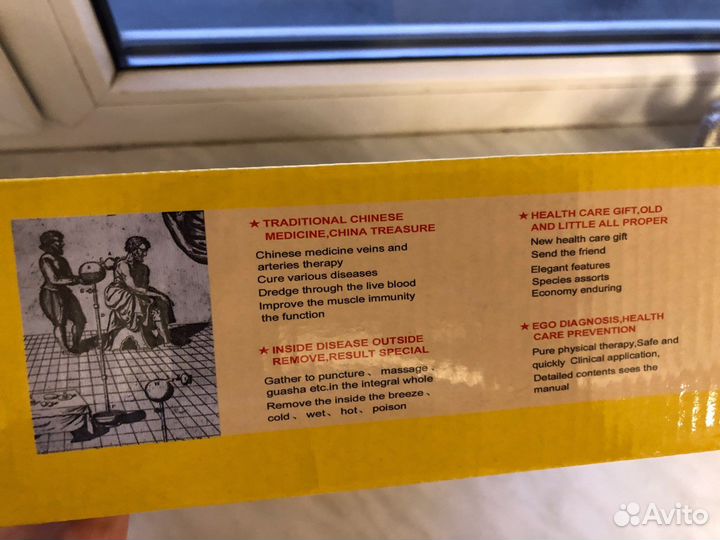 ★ TRADITIONAL CHINESE
MEDICINE,CHINA TREASURE
Chinese medicine veins and
arteries therapy
Cure various diseases
Dredge through the live blood
Improve the muscle immunity
the function
★ INSIDE DISEASE OUTSIDE
REMOVE,RESULT SPECIAL
Gather to puncture、 massage、
guasha etc.in the integral whole
Remove the inside the breeze、
cold、 wet、 hot、 poison
★ HEALTH CARE GIFT,OLD
AND LITTLE ALL PROPER
New health care gift
Send the friend
Elegant features
Species assorts
Economy enduring
★ EGO DIAGNOSIS,HEALTH
CARE PREVENTION
Pure physical therapy,Safe and
quickly Clinical application,
Detailed contents sees the
manual
Avito